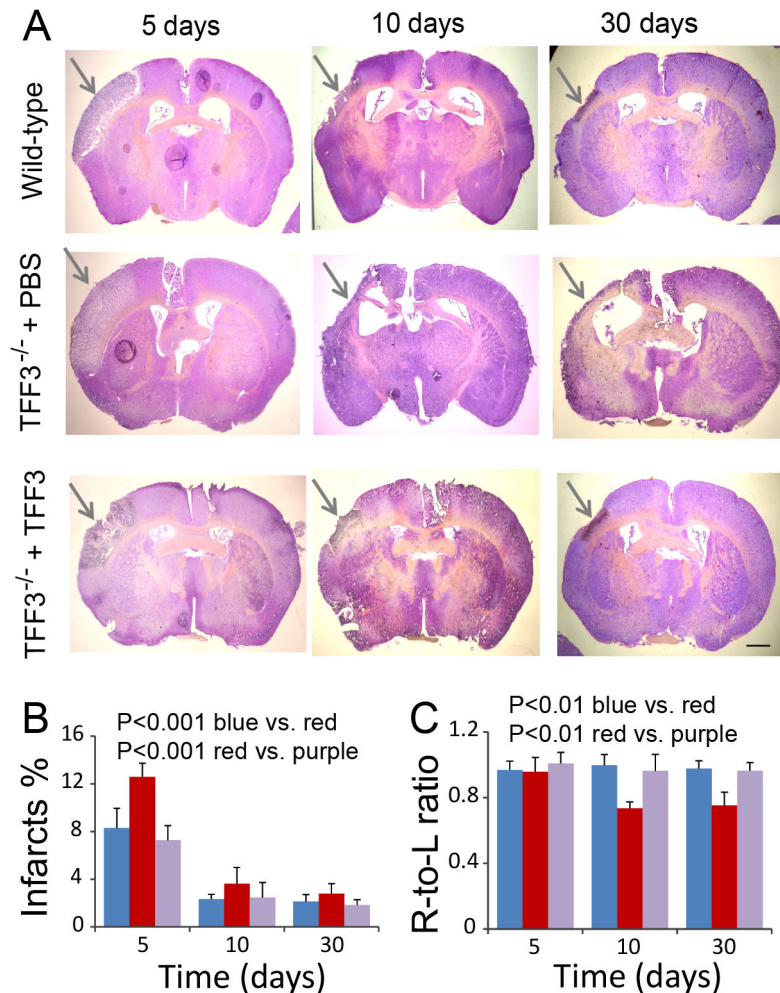 A
5 days
10 days
30 days
Wild-type
TFF3-/- + PBS
TFF3-/- + TFF3
B
P<0.001 blue vs. red
P<0.001 red vs. purple
16
12
8
4
0
Infarcts %
5
10
30
Time (days)
C
P<0.01 blue vs. red
P<0.01 red vs. purple
1.2
0.8
0.4
0
R-to-L ratio
5
10
30
Time (days)